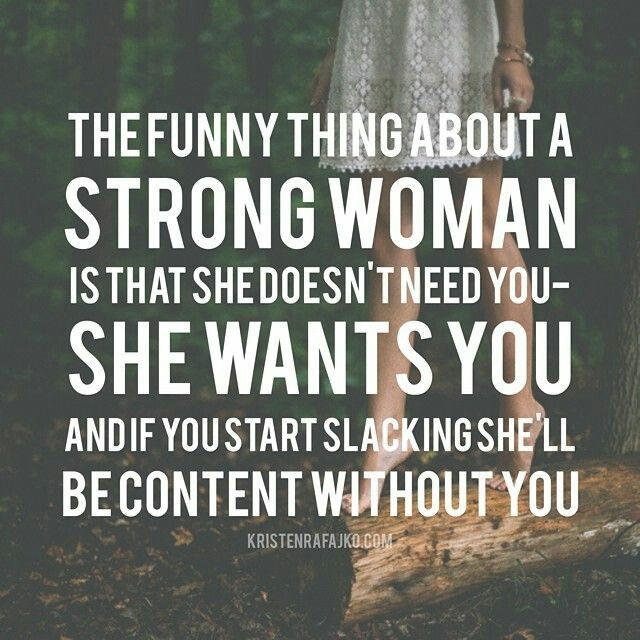 THE FUNNY THING ABOUT A
STRONG WOMAN
IS THAT SHE DOESN'T NEED YOU-
SHE WANTS YOU
AND IF YOU START SLACKING SHE'LL
BE CONTENT WITHOUT YOU
KRISTENRAFAJKO.COM